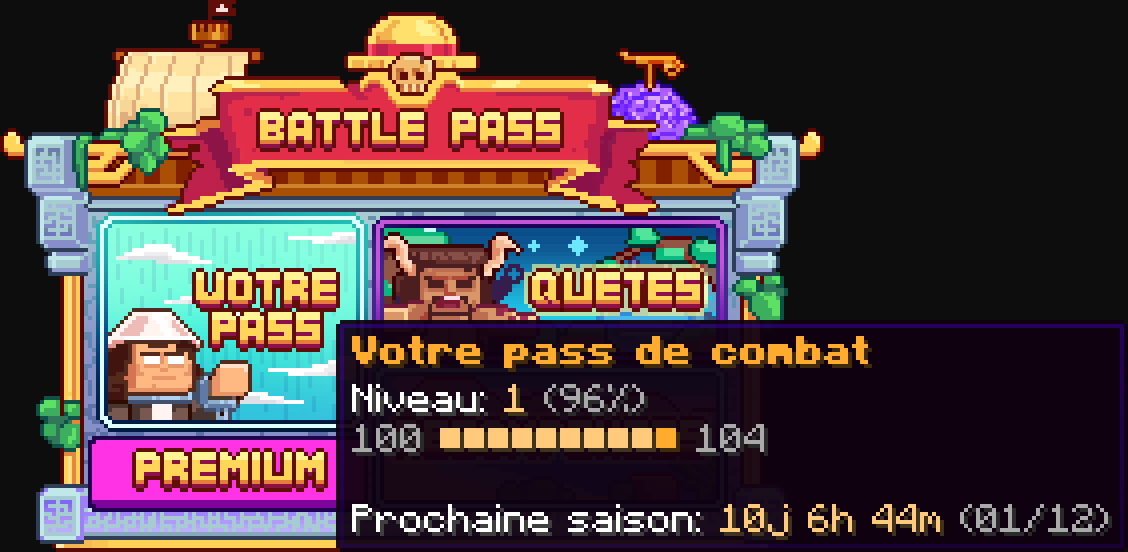 BATTLE PASS
VOTRE
PASS
QUETES
Votre pass de combat
Niveau: 1 (96%)
100 104
PREMIUM
Prochaine saison: 10j 6h 44m (01/12)